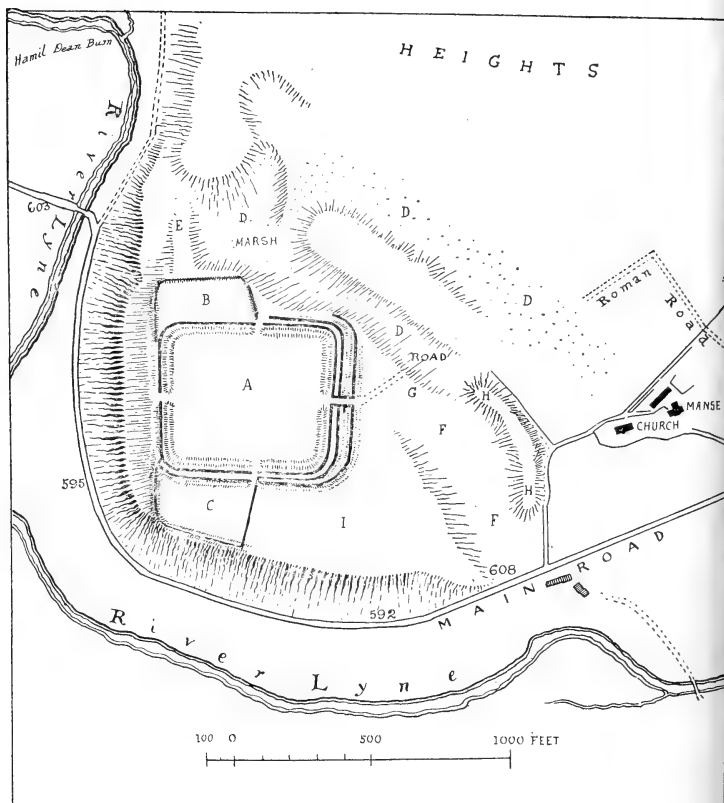 HEIGHTS
Hamil Dean Burn
River Lyne
603
D.
E
MARSH
D
D
B
Roman Road
D
ROAD
A
G
H
MANSE
CHURCH
F
595
H
C
I
F
608
MAIN ROAD
592
River Lyne
100 0 500 1000 FEET